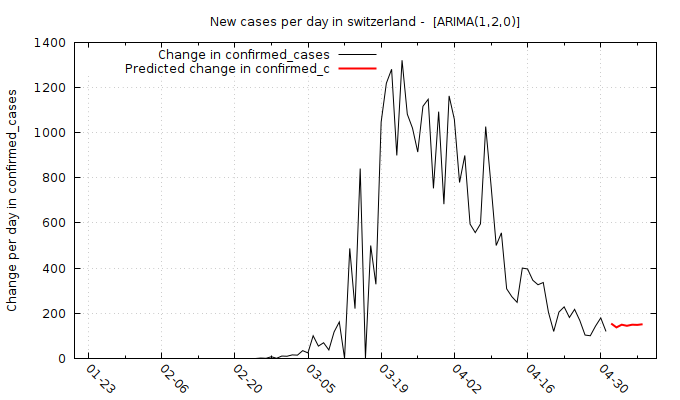 New cases per day in switzerland -  [ARIMA(1,2,0)]
Change in confirmed_cases
Predicted change in confirmed_c
Change per day in confirmed_cases
1400
1200
1000
800
600
400
200
0
01-23 02-06 02-20 03-05 03-19 04-02 04-16 04-30